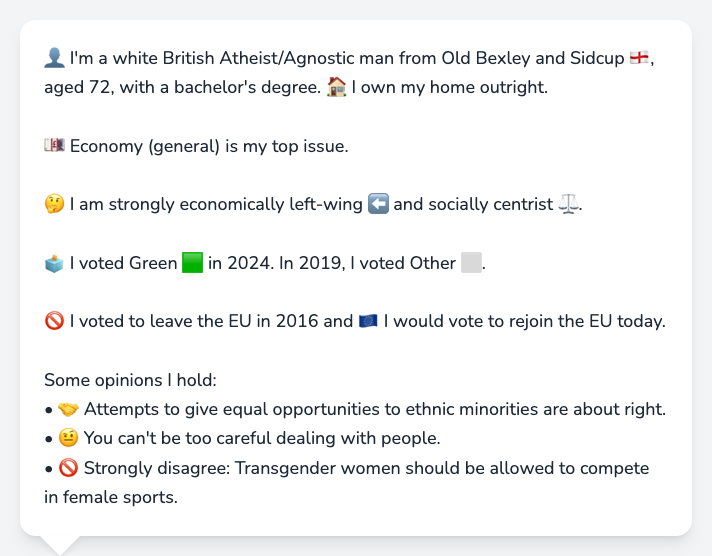 👤 I'm a white British Atheist/Agnostic man from Old Bexley and Sidcup 🏴󠁧󠁢󠁥󠁮󠁧󠁿,
aged 72, with a bachelor's degree. 🏠 I own my home outright.
💷 Economy (general) is my top issue.
🤔 I am strongly economically left-wing ⬅️ and socially centrist ⚖️.
🗳️ I voted Green 🟩 in 2024. In 2019, I voted Other ⬜.
🚫 I voted to leave the EU in 2016 and 🇪🇺 I would vote to rejoin the EU today.
Some opinions I hold:
• 🤝 Attempts to give equal opportunities to ethnic minorities are about right.
• 🤨 You can't be too careful dealing with people.
• 🚫 Strongly disagree: Transgender women should be allowed to compete
in female sports.